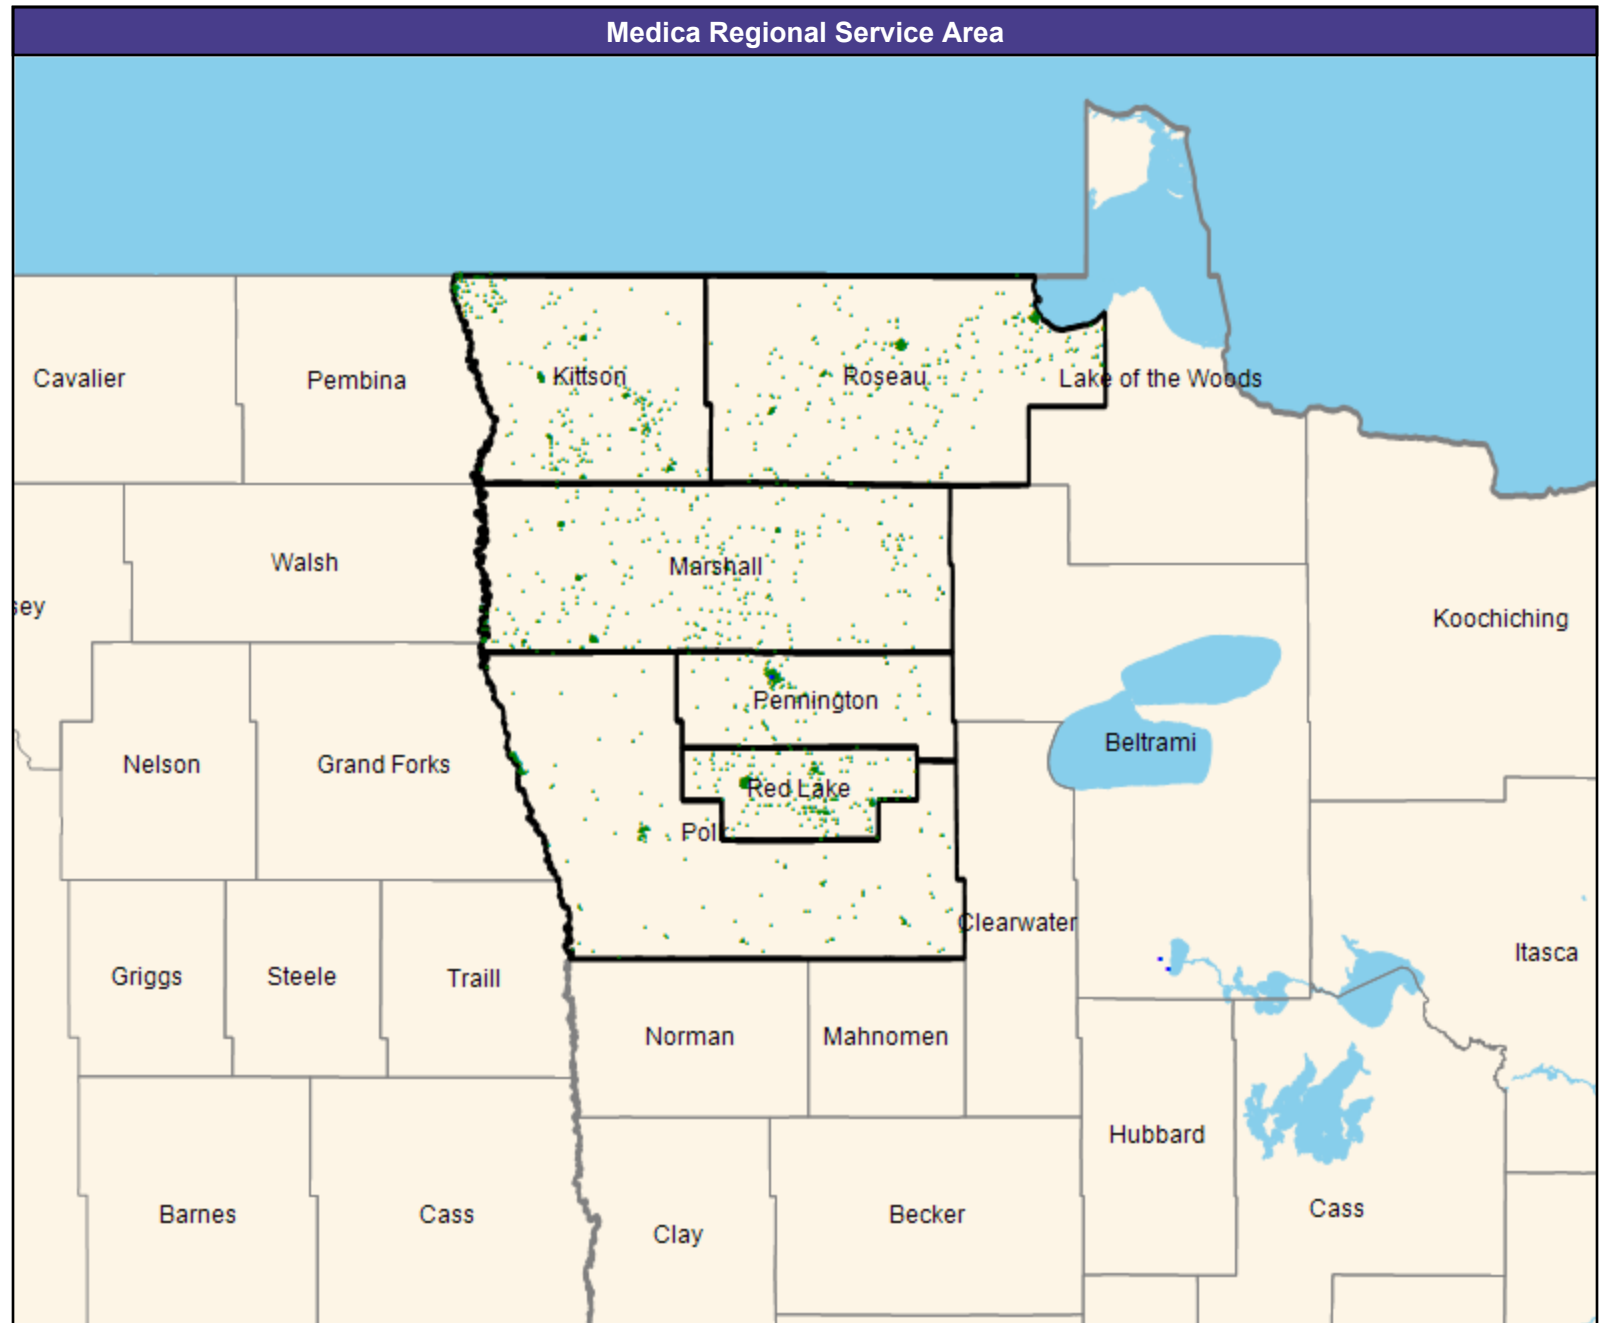 Medica Regional Service Area
Cavalier
Pembina
Kittson
Roseau
Lake of the Woods
Walsh
Marshall
sey
Koochiching
Pennington
Nelson
Grand Forks
Beltrami
Red Lake
Pol
Clearwater
Griggs
Steele
Traill
Itasca
Norman
Mahnomen
Hubbard
Barnes
Cass
Clay
Becker
Cass